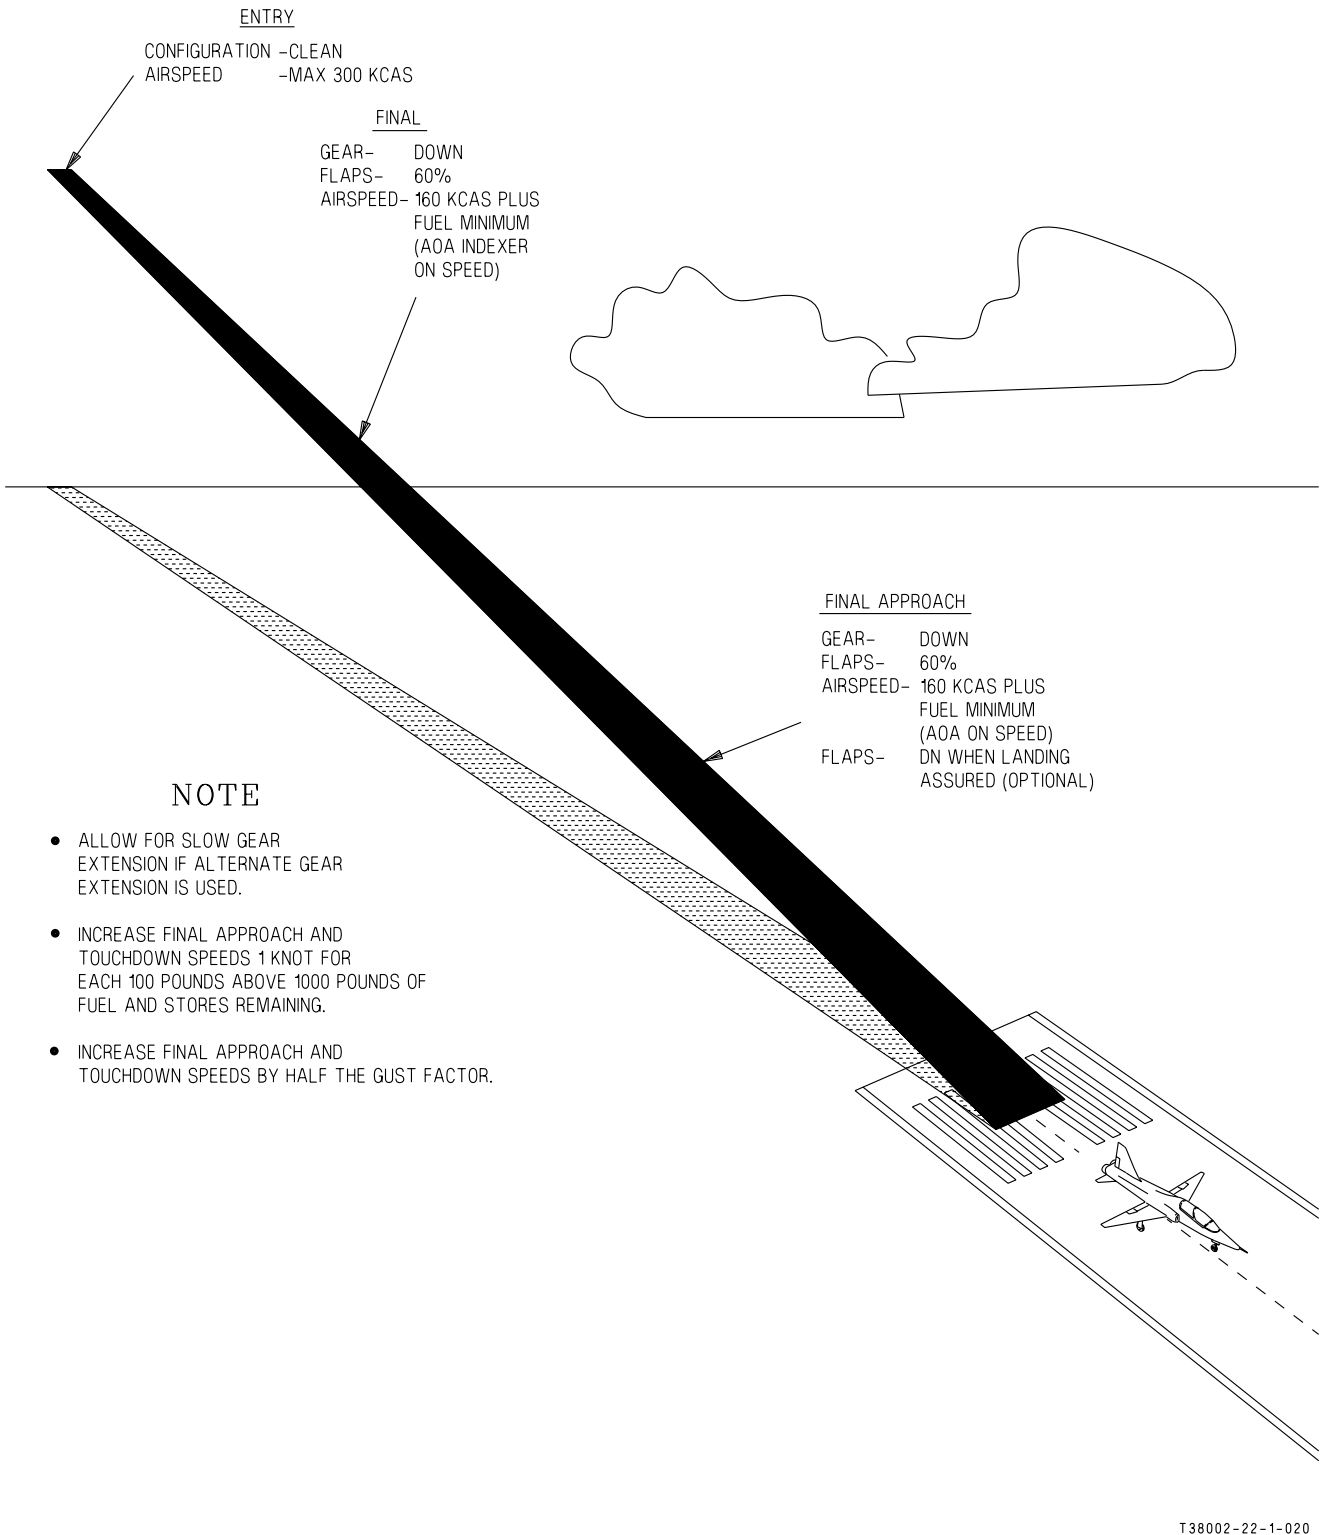 ENTRY
CONFIGURATION -CLEAN
AIRSPEED -MAX 300 KCAS
FINAL
GEAR- DOWN
FLAPS- 60%
AIRSPEED- 160 KCAS PLUS
FUEL MINIMUM
(AOA INDEXER
ON SPEED)
FINAL APPROACH
GEAR- DOWN
FLAPS- 60%
AIRSPEED- 160 KCAS PLUS
FUEL MINIMUM
(AOA ON SPEED)
FLAPS- DN WHEN LANDING
ASSURED (OPTIONAL)
NOTE
● ALLOW FOR SLOW GEAR
EXTENSION IF ALTERNATE GEAR
EXTENSION IS USED.
● INCREASE FINAL APPROACH AND
TOUCHDOWN SPEEDS 1 KNOT FOR
EACH 100 POUNDS ABOVE 1000 POUNDS OF
FUEL AND STORES REMAINING.
● INCREASE FINAL APPROACH AND
TOUCHDOWN SPEEDS BY HALF THE GUST FACTOR.
T38002-22-1-020